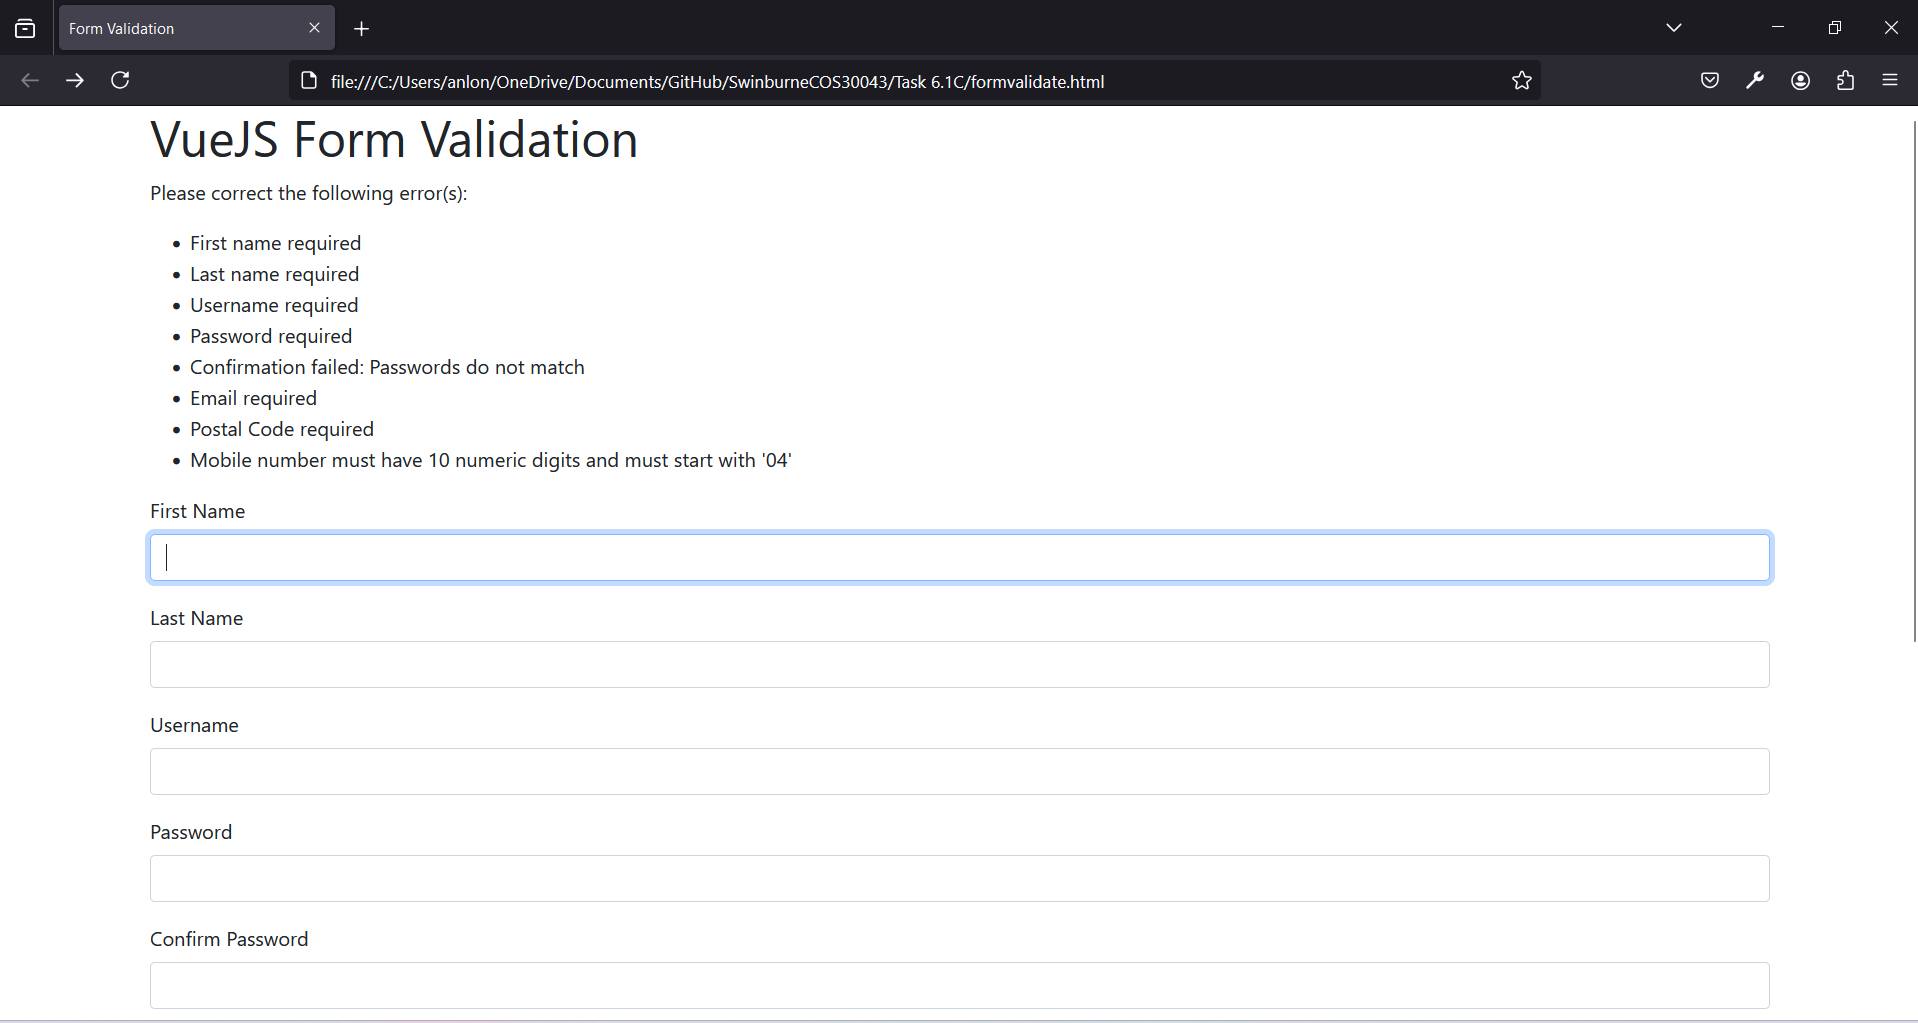 Form Validation
file:///C:/Users/anlon/OneDrive/Documents/GitHub/SwinburneCOS30043/Task 6.1C/formvalidate.html
VueJS Form Validation
Please correct the following error(s):
• First name required
• Last name required
• Username required
• Password required
• Confirmation failed: Passwords do not match
• Email required
• Postal Code required
• Mobile number must have 10 numeric digits and must start with '04'
First Name
Last Name
Username
Password
Confirm Password